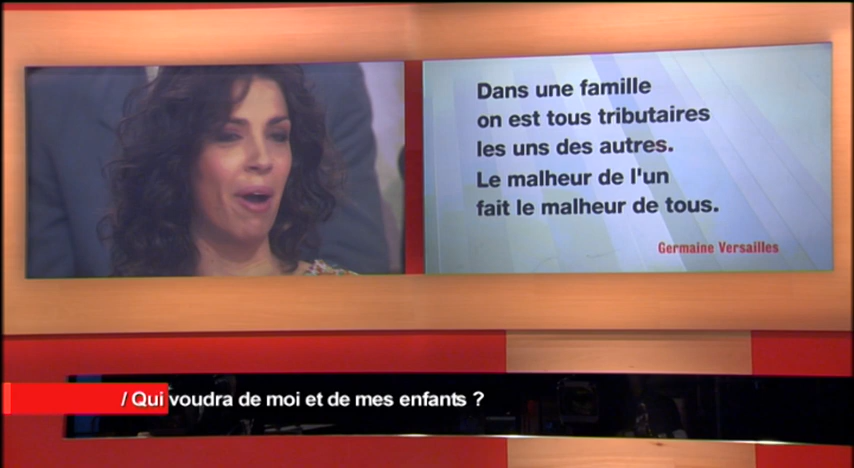 Dans une famille
on est tous tributaires
les uns des autres.
Le malheur de l'un
fait le malheur de tous.
Germaine Versailles
/ Qui voudra de moi et de mes enfants ?